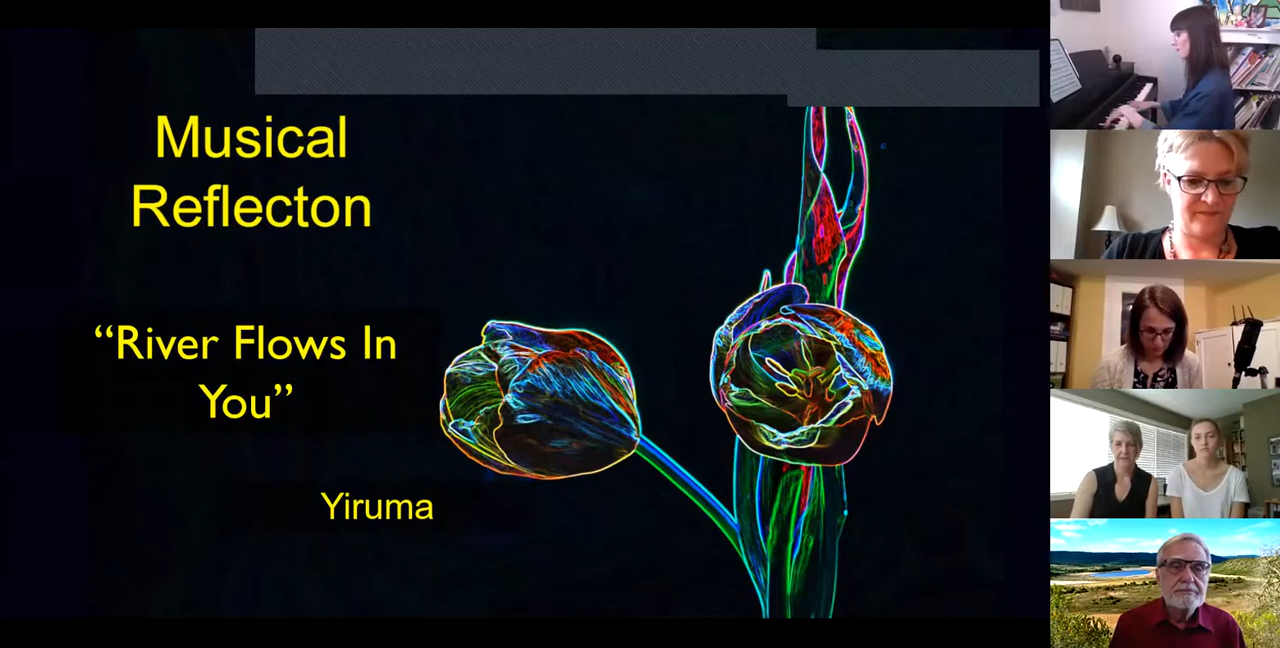 Musical
Reflecton
“River Flows In
You”
Yiruma